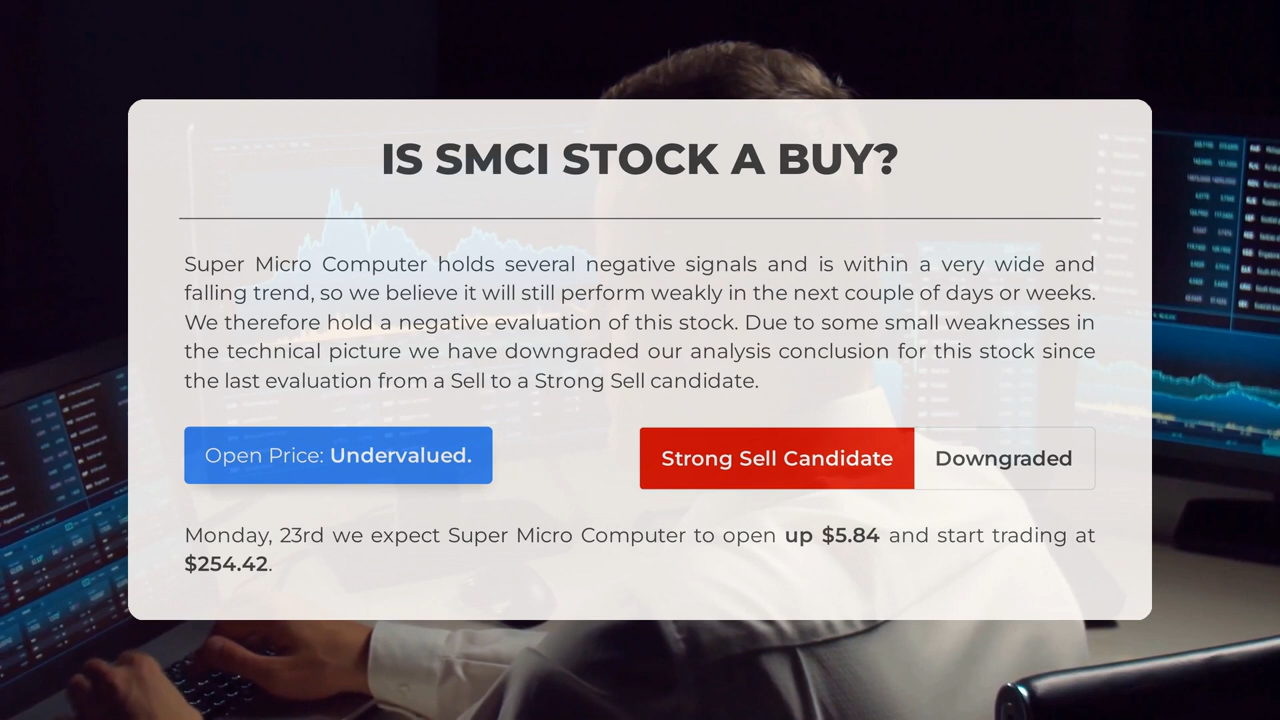 IS SMCI STOCK A BUY?
Super Micro Computer holds several negative signals and is within a very wide and
falling trend, so we believe it will still perform weakly in the next couple of days or weeks.
We therefore hold a negative evaluation of this stock. Due to some small weaknesses in
the technical picture we have downgraded our analysis conclusion for this stock since
the last evaluation from a Sell to a Strong Sell candidate.
Open Price: Undervalued.
Strong Sell Candidate
Downgraded
Monday, 23rd we expect Super Micro Computer to open up $5.84 and start trading at
$254.42.